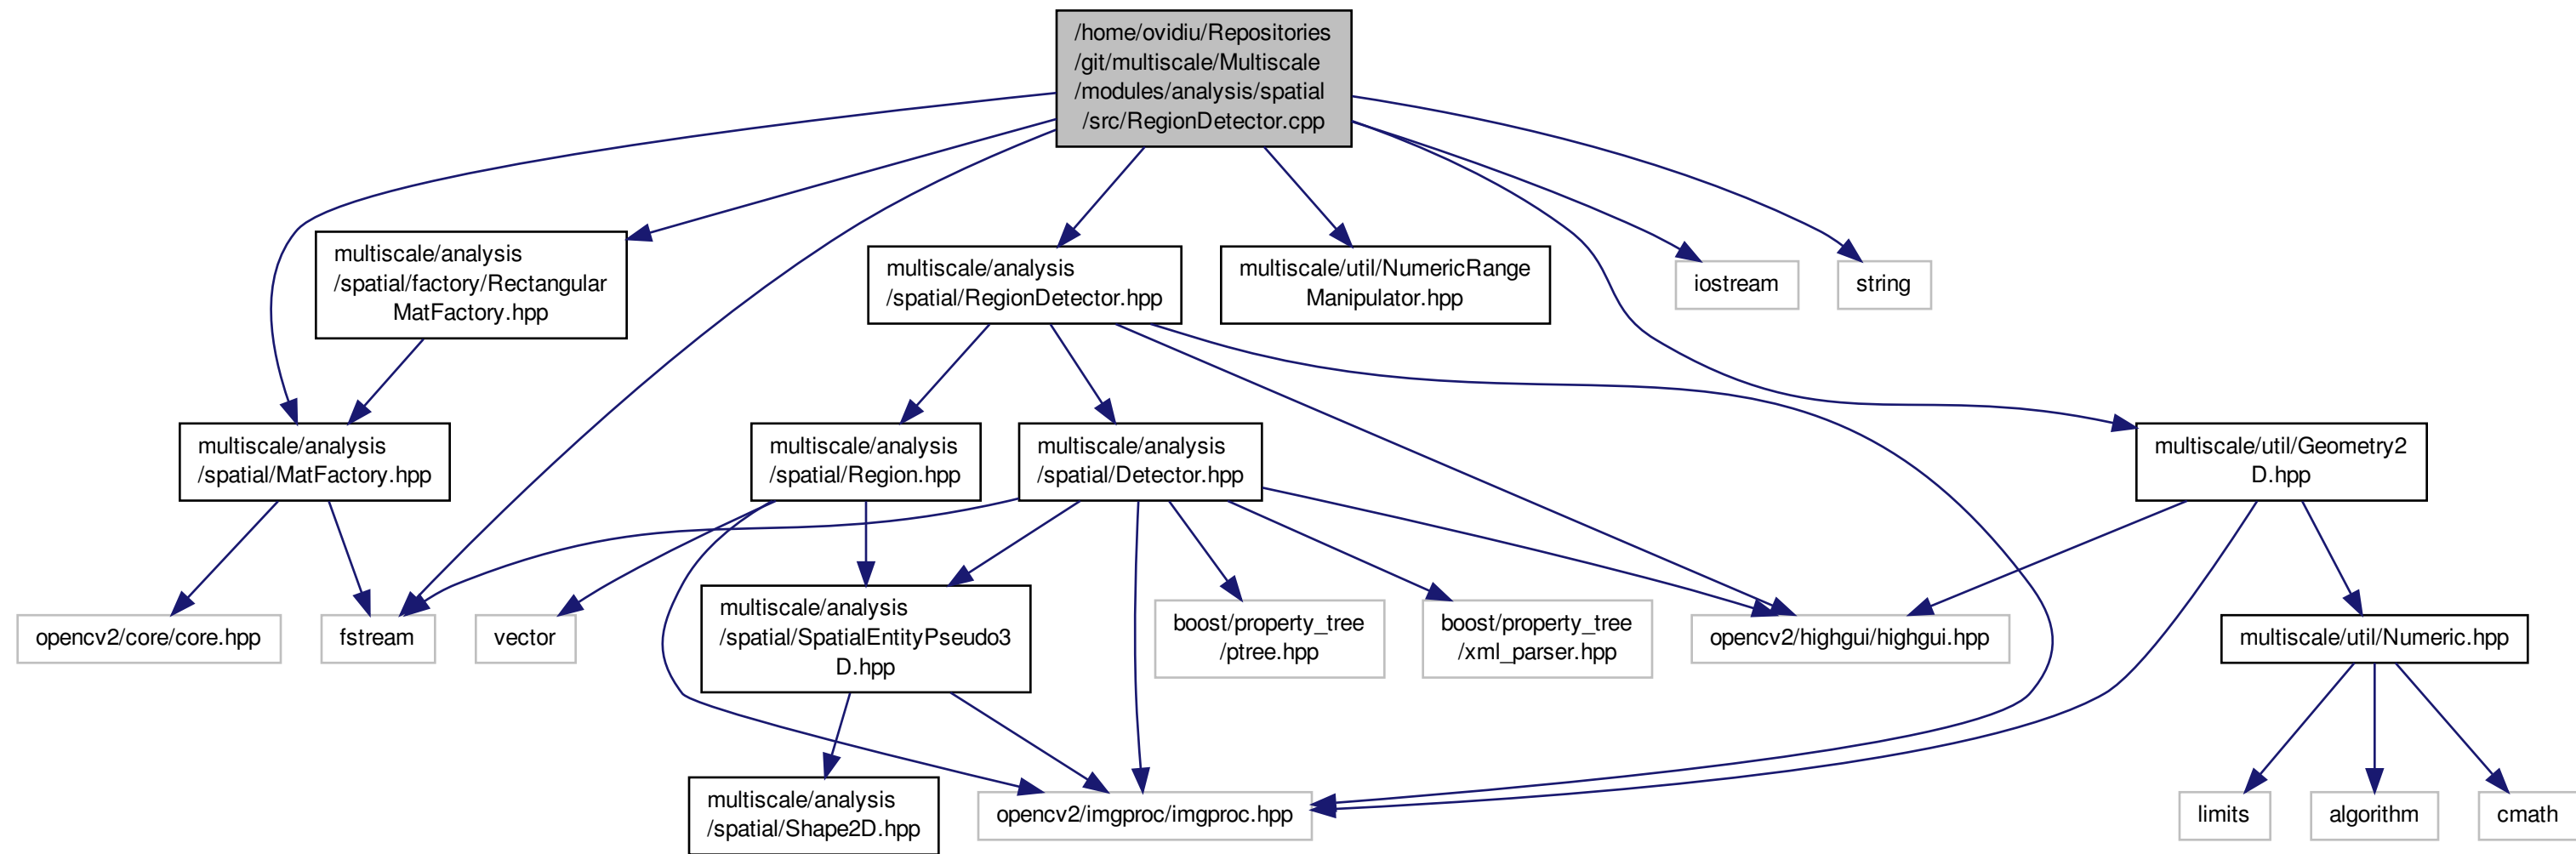 /home/ovidiu/Repositories
/git/multiscale/Multiscale
/modules/analysis/spatial
/src/RegionDetector.cpp
multiscale/analysis
/spatial/factory/Rectangular
MatFactory.hpp
multiscale/analysis
/spatial/RegionDetector.hpp
multiscale/util/NumericRange
Manipulator.hpp
iostream
string
multiscale/analysis
/spatial/MatFactory.hpp
multiscale/analysis
/spatial/Region.hpp
multiscale/analysis
/spatial/Detector.hpp
multiscale/util/Geometry2
D.hpp
opencv2/core/core.hpp
fstream
vector
multiscale/analysis
/spatial/SpatialEntityPseudo3
D.hpp
boost/property_tree
/ptree.hpp
boost/property_tree
/xml_parser.hpp
opencv2/highgui/highgui.hpp
multiscale/util/Numeric.hpp
multiscale/analysis
/spatial/Shape2D.hpp
opencv2/imgproc/imgproc.hpp
limits
algorithm
cmath